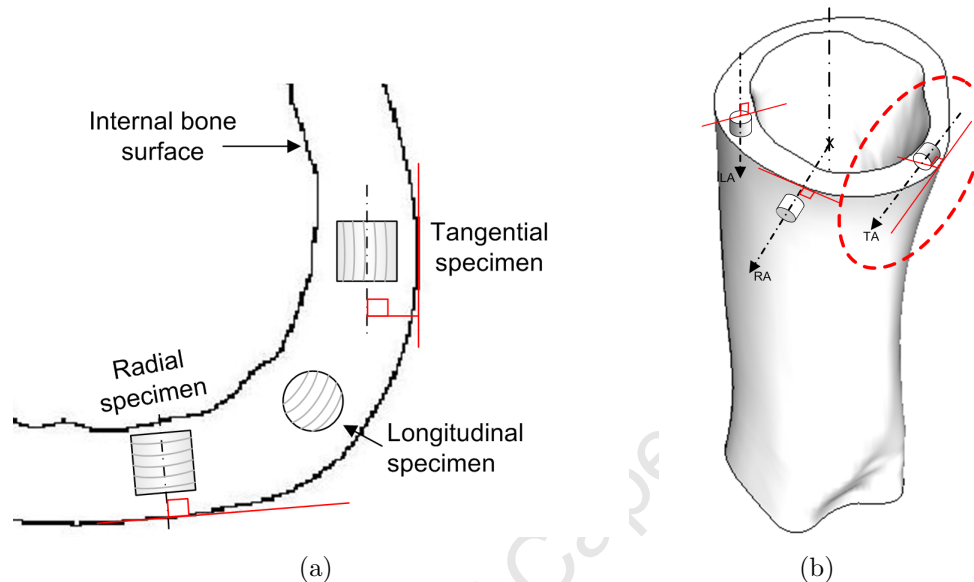 Internal bone
surface
Tangential
specimen
Radial
specimen
Longitudinal
specimen
(a)
LA
RA
TA
(b)